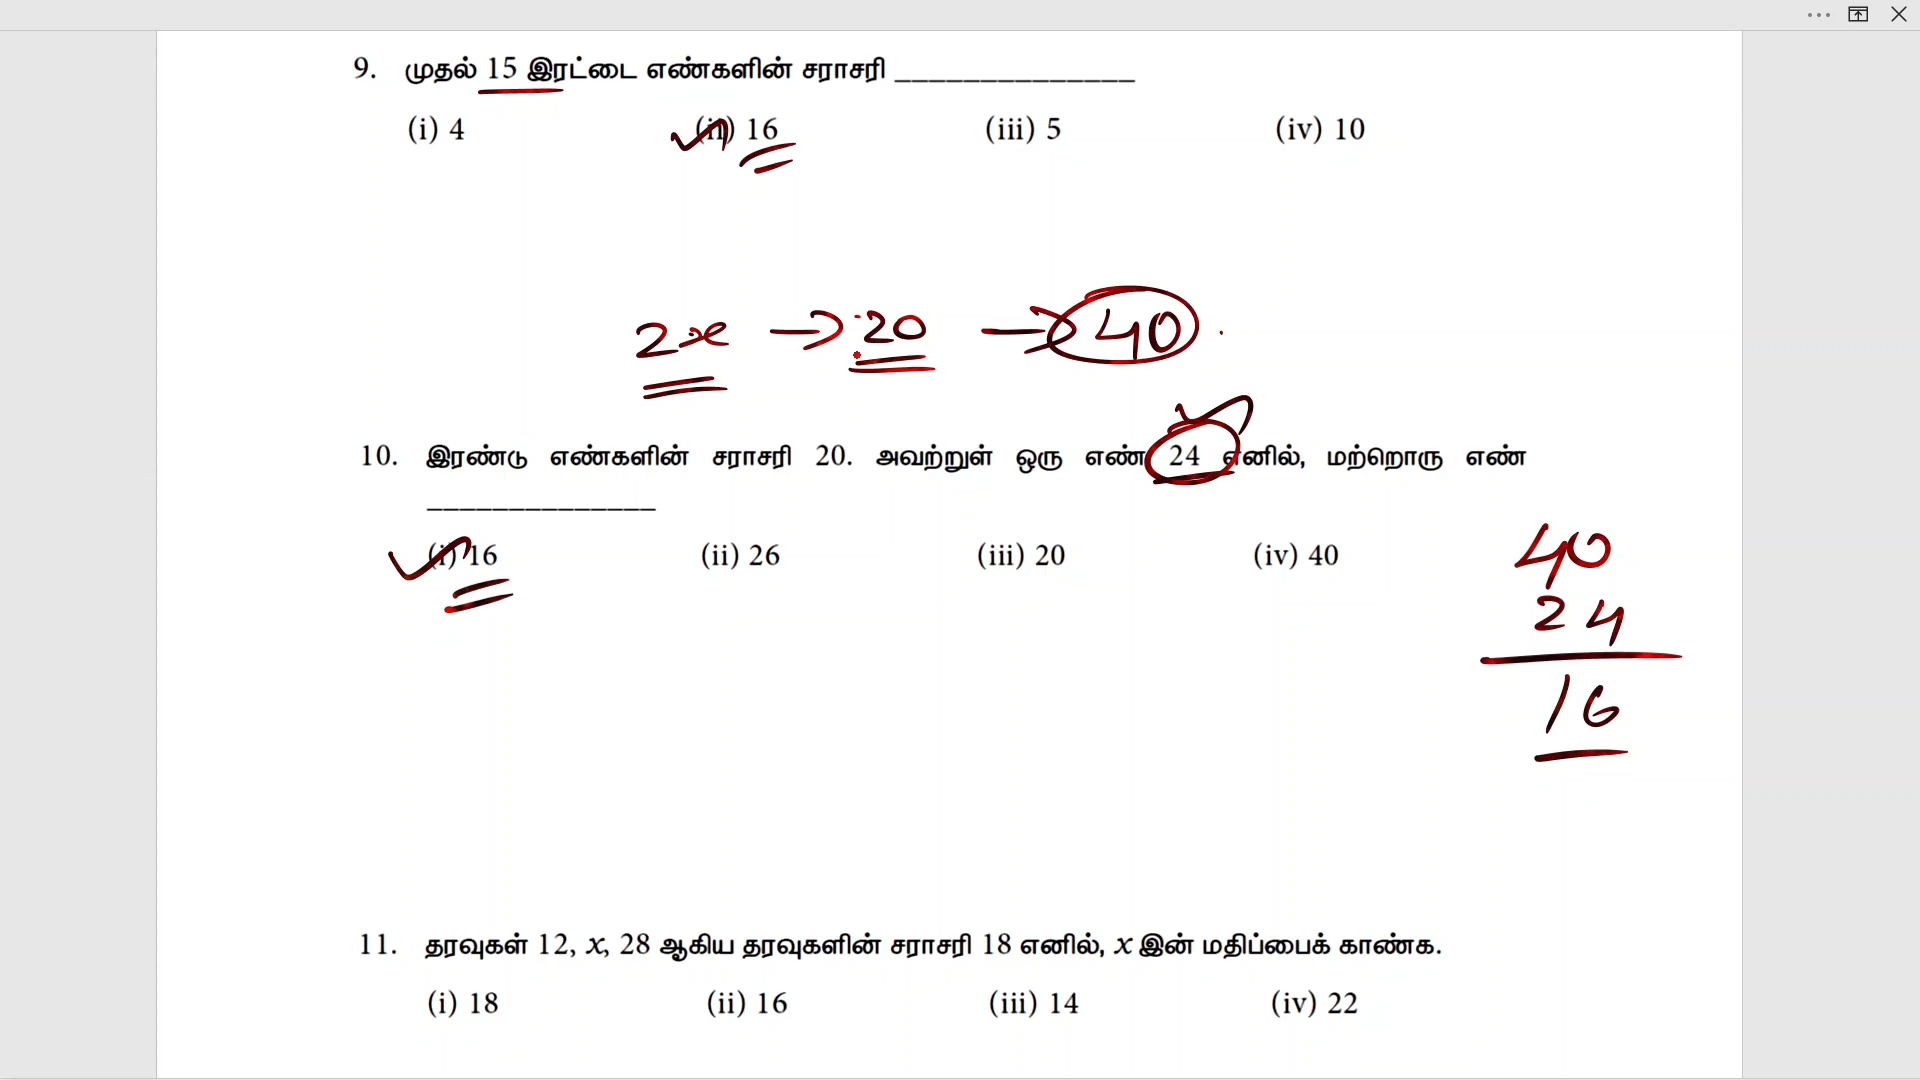 9. முதல் 15 இரட்டை எண்களின் சராசரி ______________
(i) 4 (ii) 16 (iii) 5 (iv) 10
2x → 20 → 40
10. இரண்டு எண்களின் சராசரி 20. அவற்றுள் ஒரு எண் 24 எனில், மற்றொரு எண்
______________
(i) 16 (ii) 26 (iii) 20 (iv) 40
40
24
16
11. தரவுகள் 12, x, 28 ஆகிய தரவுகளின் சராசரி 18 எனில், x இன் மதிப்பைக் காண்க.
(i) 18 (ii) 16 (iii) 14 (iv) 22